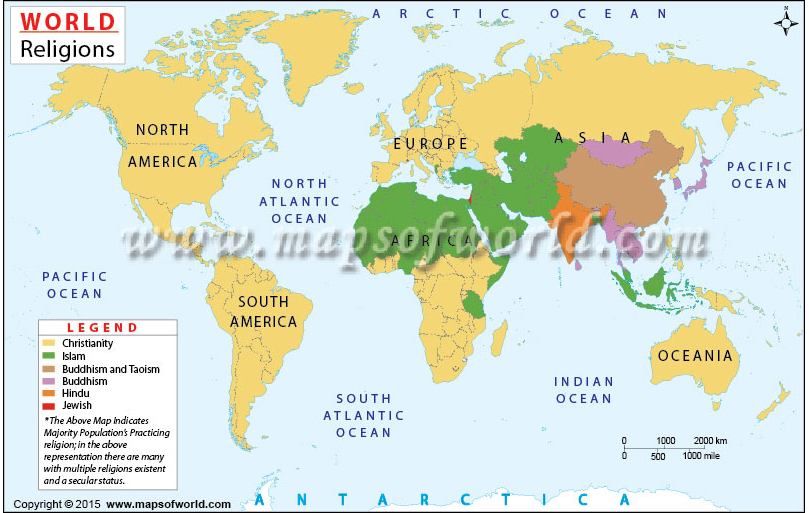 WORLD
Religions
ARCTIC OCEAN
NORTH
AMERICA
EUROPE
ASIA
PACIFIC
OCEAN
NORTH
ATLANTIC
OCEAN
www.mapsofworld.com
AFRICA
PACIFIC
OCEAN
SOUTH
AMERICA
OCEANIA
INDIAN
OCEAN
SOUTH
ATLANTIC
OCEAN
LEGEND
Christianity
Islam
Buddhism and Taoism
Buddhism
Hindu
Jewish
*The Above Map Indicates
Majority Population's Practicing
religion; in the above
representation there are many
with multiple religions existent
and a secular status.
0 1000 2000 km
0 500 1000 mile
Copyright © 2015 www.mapsofworld.com
ANTARCTICA